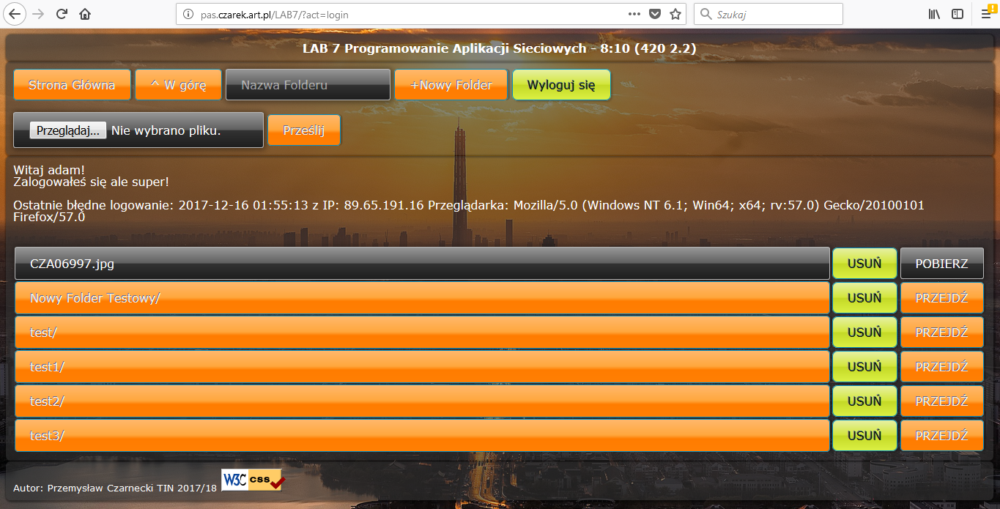 pas.czarek.art.pl/LAB7/?act=login
Szukaj
LAB 7 Programowanie Aplikacji Sieciowych - 8:10 (420 2.2)
Strona Główna ^ W górę Nazwa Folderu +Nowy Folder Wyloguj się
Przeglądaj... Nie wybrano pliku. Prześlij
Witaj adam!
Zalogowałeś się ale super!
Ostatnie błędne logowanie: 2017-12-16 01:55:13 z IP: 89.65.191.16 Przeglądarka: Mozilla/5.0 (Windows NT 6.1; Win64; x64; rv:57.0) Gecko/20100101
Firefox/57.0
CZA06997.jpg USUŃ POBIERZ
Nowy Folder Testowy/ USUŃ PRZEJDŹ
test/ USUŃ PRZEJDŹ
test1/ USUŃ PRZEJDŹ
test2/ USUŃ PRZEJDŹ
test3/ USUŃ PRZEJDŹ
Autor: Przemysław Czarnecki TIN 2017/18 W3C css